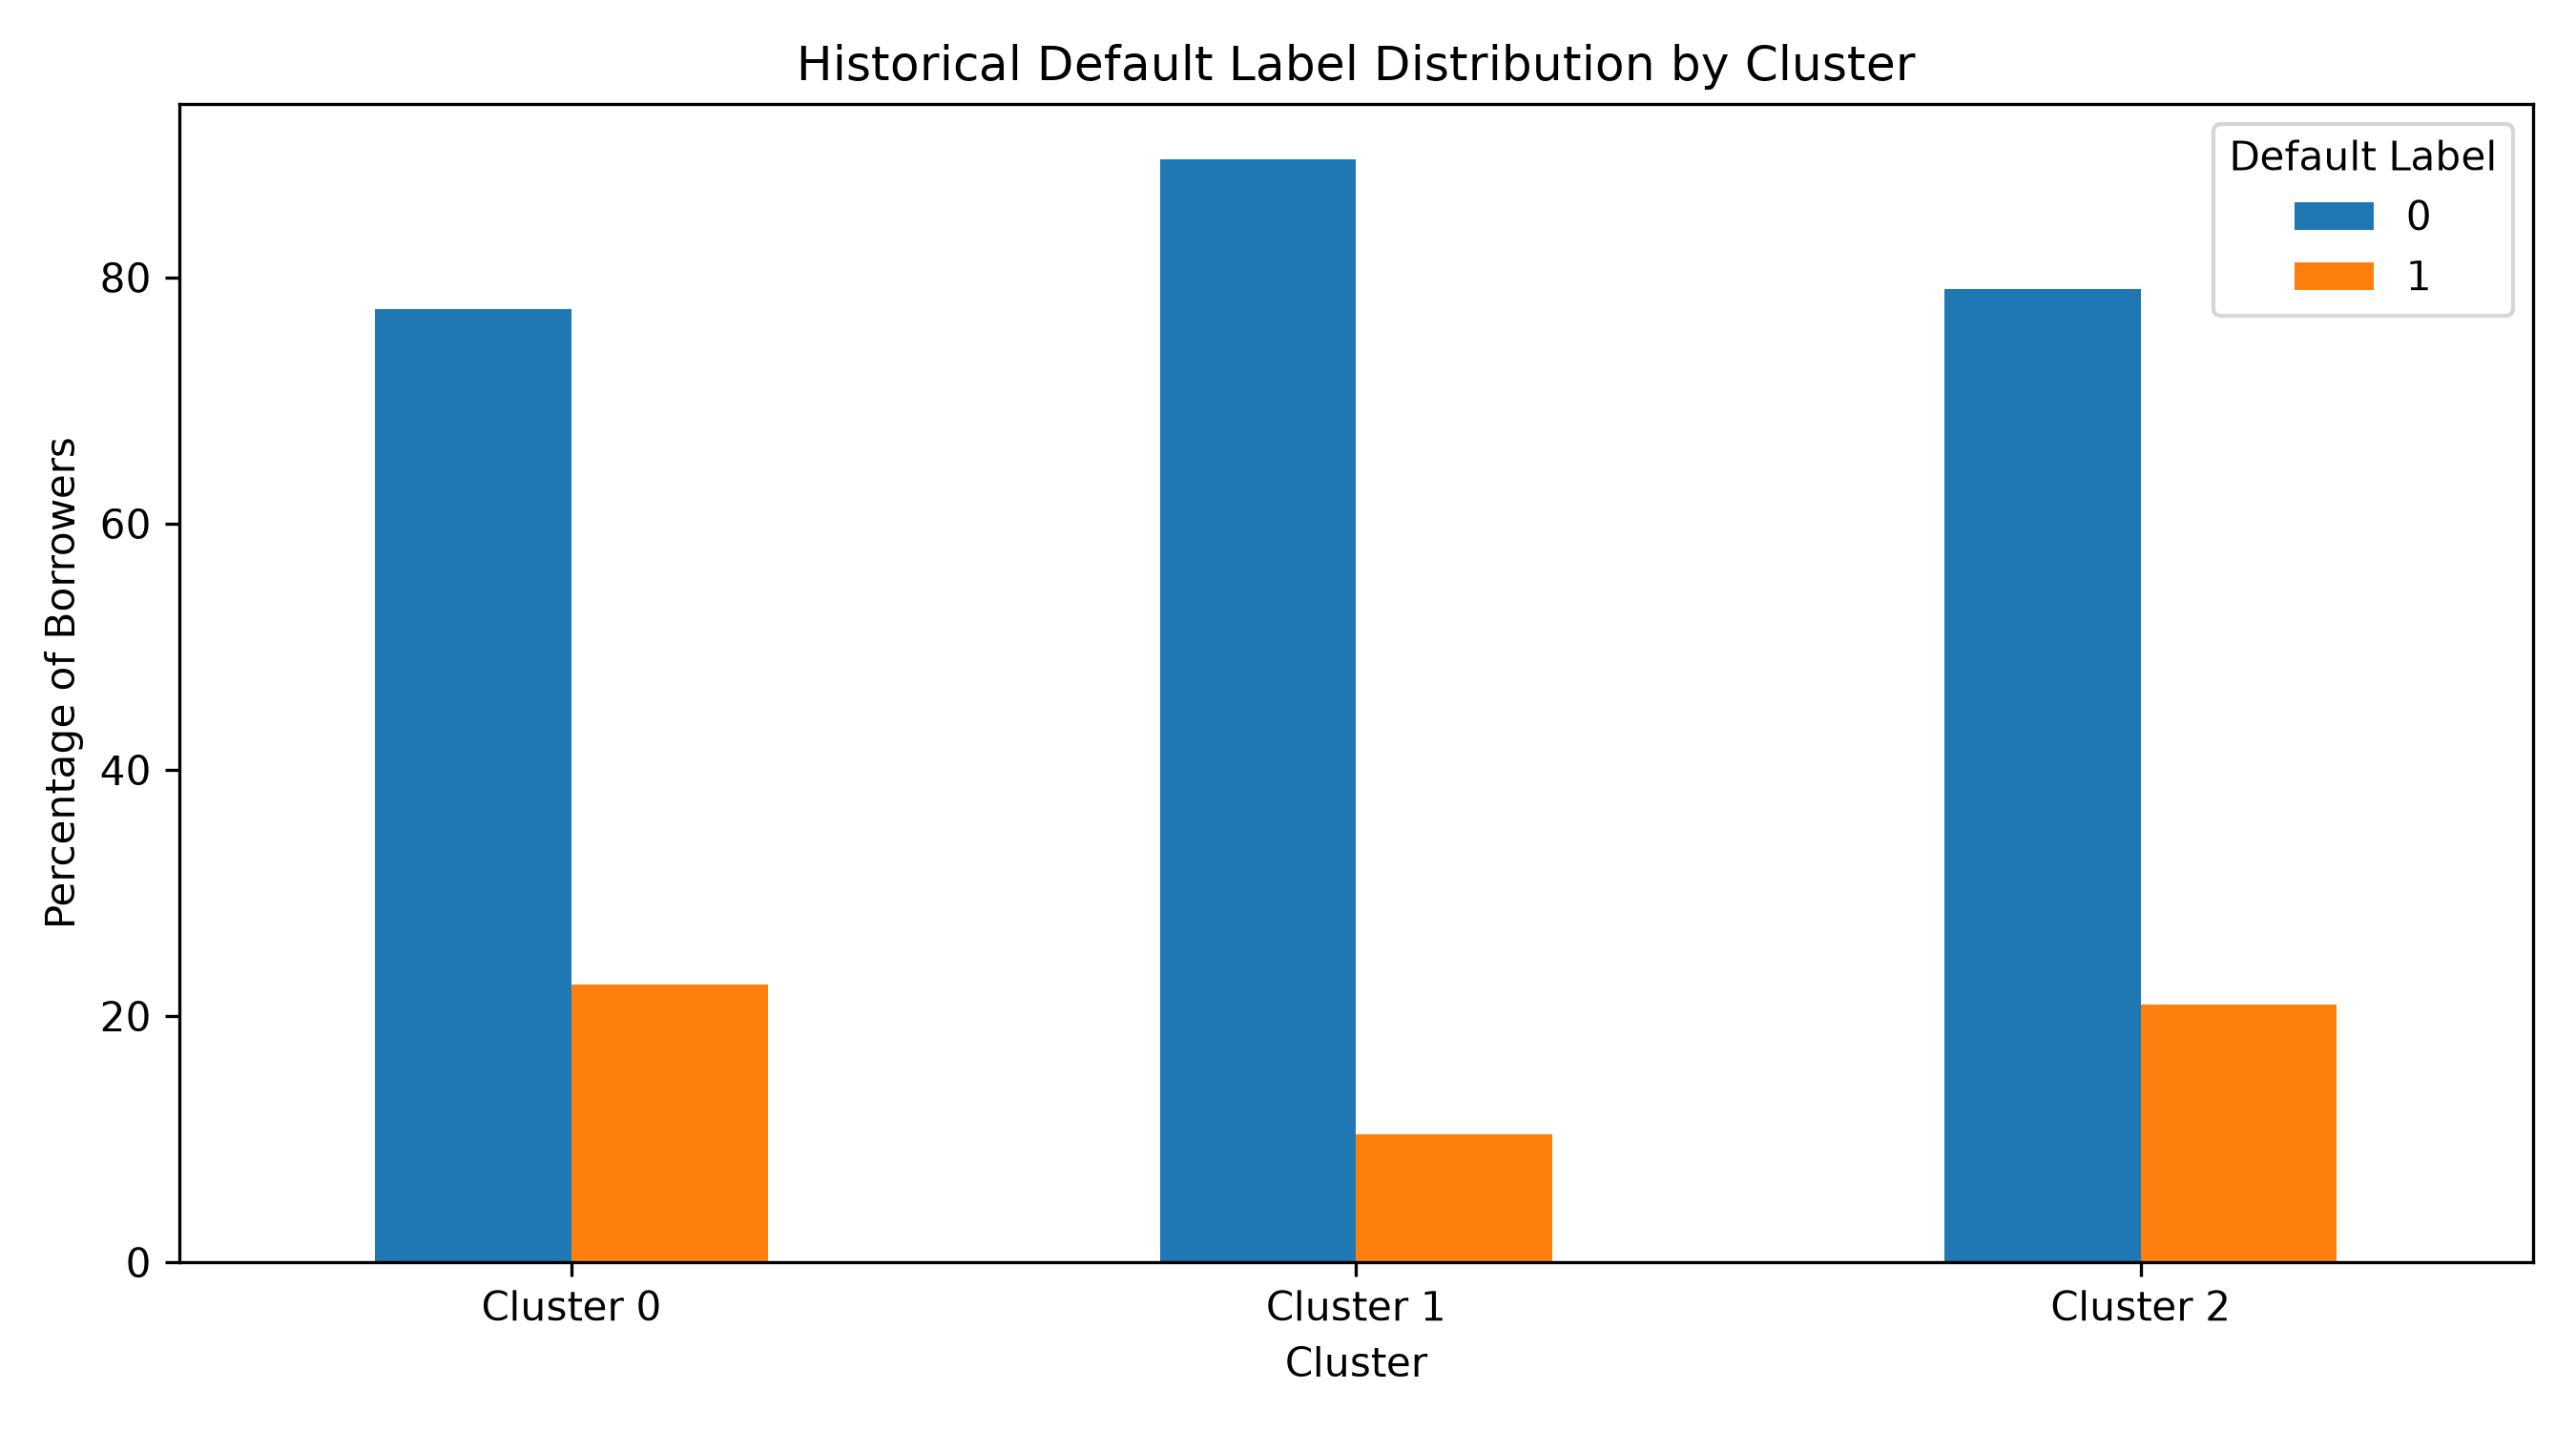 Historical Default Label Distribution by Cluster
Default Label
0
1
80
60
40
20
0
Percentage of Borrowers
Cluster 0
Cluster 1
Cluster 2
Cluster